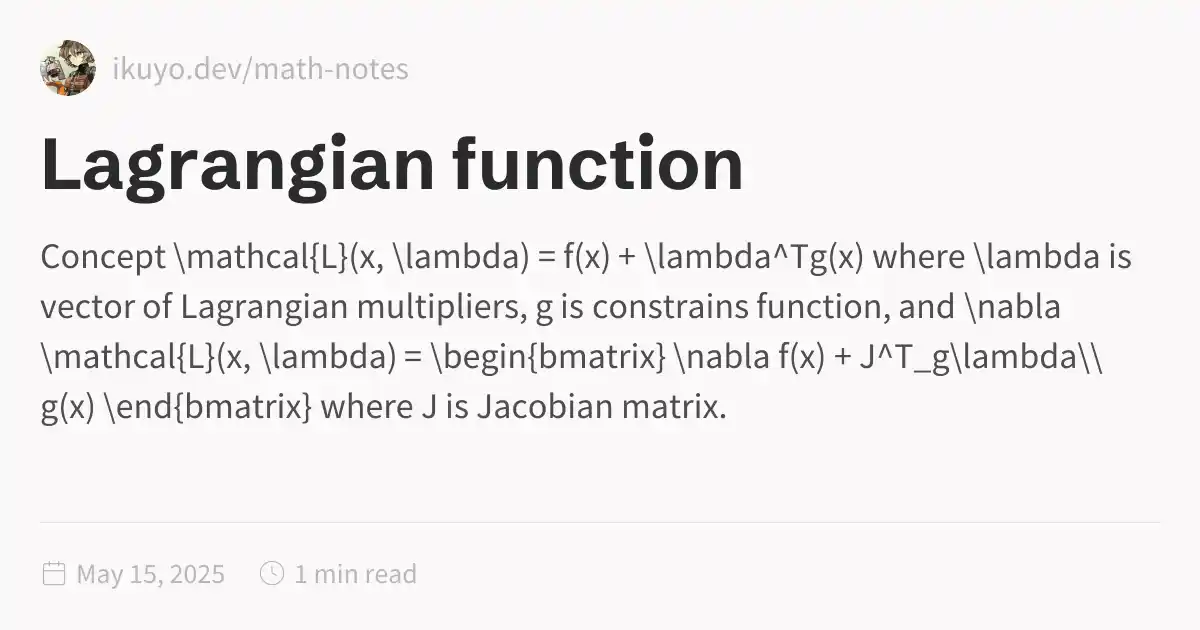 ikuyo.dev/math-notes
Lagrangian function
Concept \mathcal{L}(x, \lambda) = f(x) + \lambda^Tg(x) where \lambda is
vector of Lagrangian multipliers, g is constrains function, and \nabla
\mathcal{L}(x, \lambda) = \begin{bmatrix} \nabla f(x) + J^T_g\lambda\\
g(x) \end{bmatrix} where J is Jacobian matrix.
May 15, 2025
1 min read